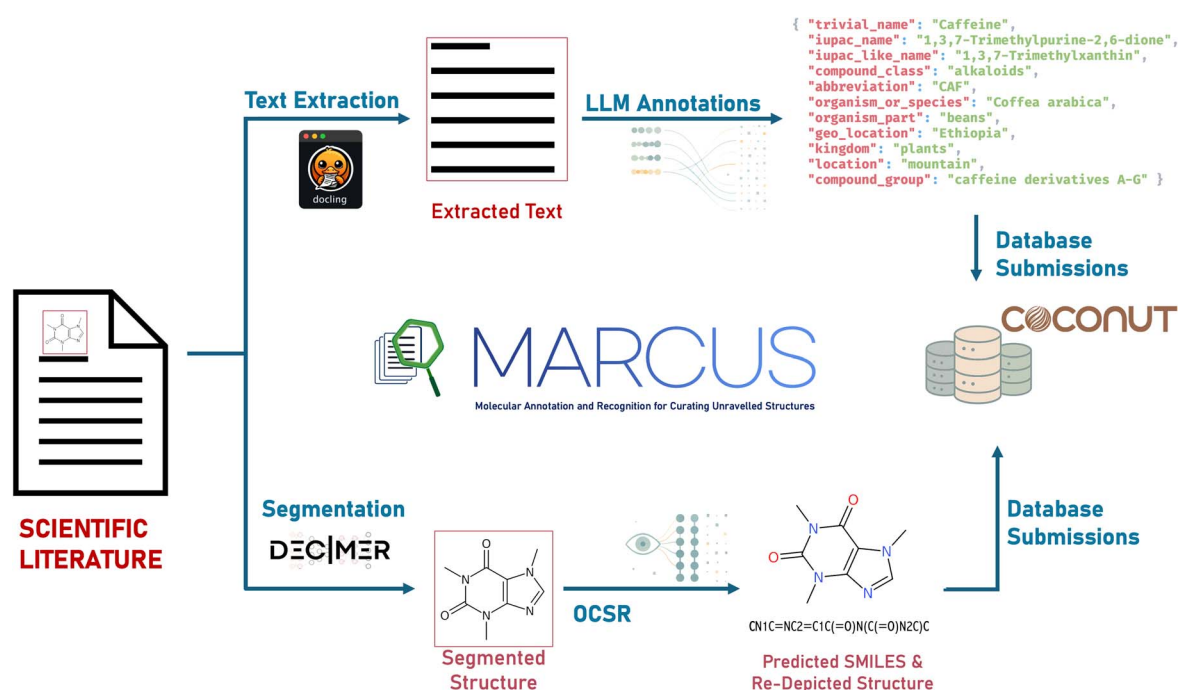 Text Extraction
docling
Extracted Text
LLM Annotations
{ "trivial_name": "Caffeine",
"iupac_name": "1,3,7-Trimethylpurine-2,6-dione",
"iupac_like_name": "1,3,7-Trimethylxanthin",
"compound_class": "alkaloids",
"abbreviation": "CAF",
"organism_or_species": "Coffea arabica",
"organism_part": "beans",
"geo_location": "Ethiopia",
"kingdom": "plants",
"location": "mountain",
"compound_group": "caffeine derivatives A-G" }
Database
Submissions
COCONUT
MARCUS
Molecular Annotation and Recognition for Curating Unravelled Structures
SCIENTIFIC
LITERATURE
Segmentation
DEC|MER
O
N
N
O
N
N
Segmented
Structure
OCSR
O
N
N
O
N
N
CN1C=NC2=C1C(=O)N(C(=O)N2C)C
Predicted SMILES &
Re-Depicted Structure
Database
Submissions